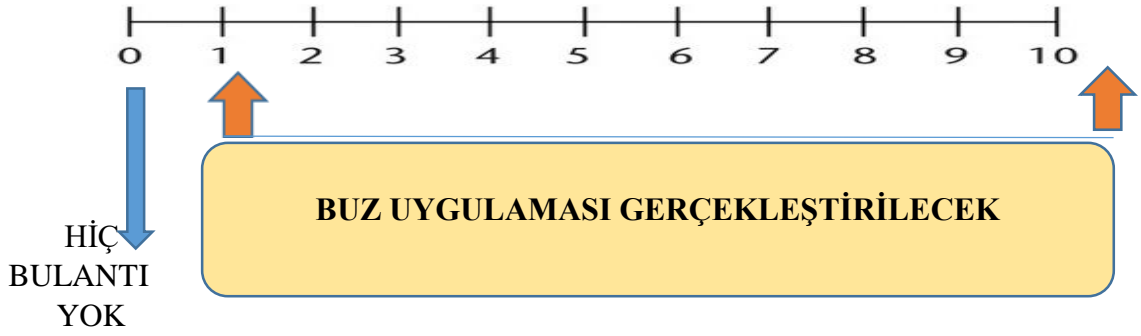 0 1 2 3 4 5 6 7 8 9 10
BUZ UYGULAMASI GERÇEKLEŞTİRİLECEK
HİÇ
BULANTI
YOK